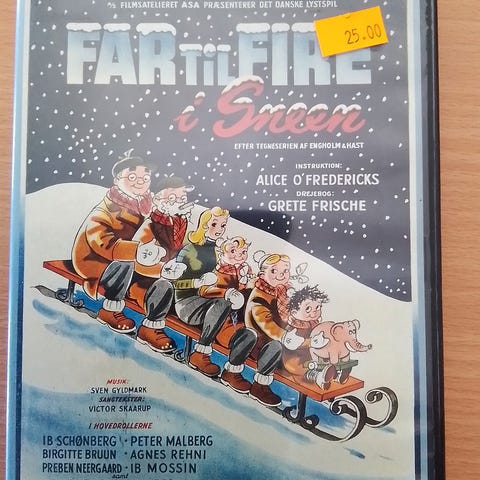 A/S FILMSATELIERET ASA PRÆSENTERER DET DANSKE LYSTSPIL
25.00
FAR TIL FIRE
i Sneen
EFTER TEGNESERIEN AF ENGHOLM & HAST
INSTRUKTION:
ALICE O'FREDERICKS
DREJEBOG:
GRETE FRISCHE
MUSIK:
SVEN GYLDMARK
SANGTEKSTER:
VICTOR SKAARUP
I HOVEDROLLERNE
IB SCHØNBERG · PETER MALBERG
BIRGITTE BRUUN · AGNES REHNI
PREBEN NEERGAARD · IB MOSSIN
samt